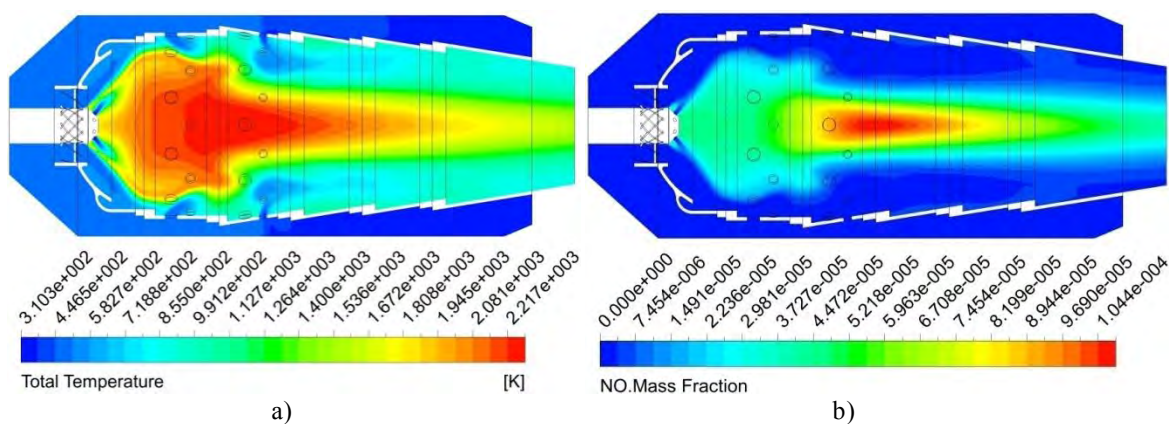 3.103e+002
4.465e+002
5.827e+002
7.188e+002
8.550e+002
9.912e+002
1.127e+003
1.264e+003
1.400e+003
1.536e+003
1.672e+003
1.808e+003
1.945e+003
2.081e+003
2.217e+003
Total Temperature [K]
a)
0.000e+000
7.454e-006
1.491e-005
2.236e-005
2.981e-005
3.727e-005
4.472e-005
5.218e-005
5.963e-005
6.708e-005
7.454e-005
8.199e-005
8.944e-005
9.690e-005
1.044e-004
NO.Mass Fraction
b)